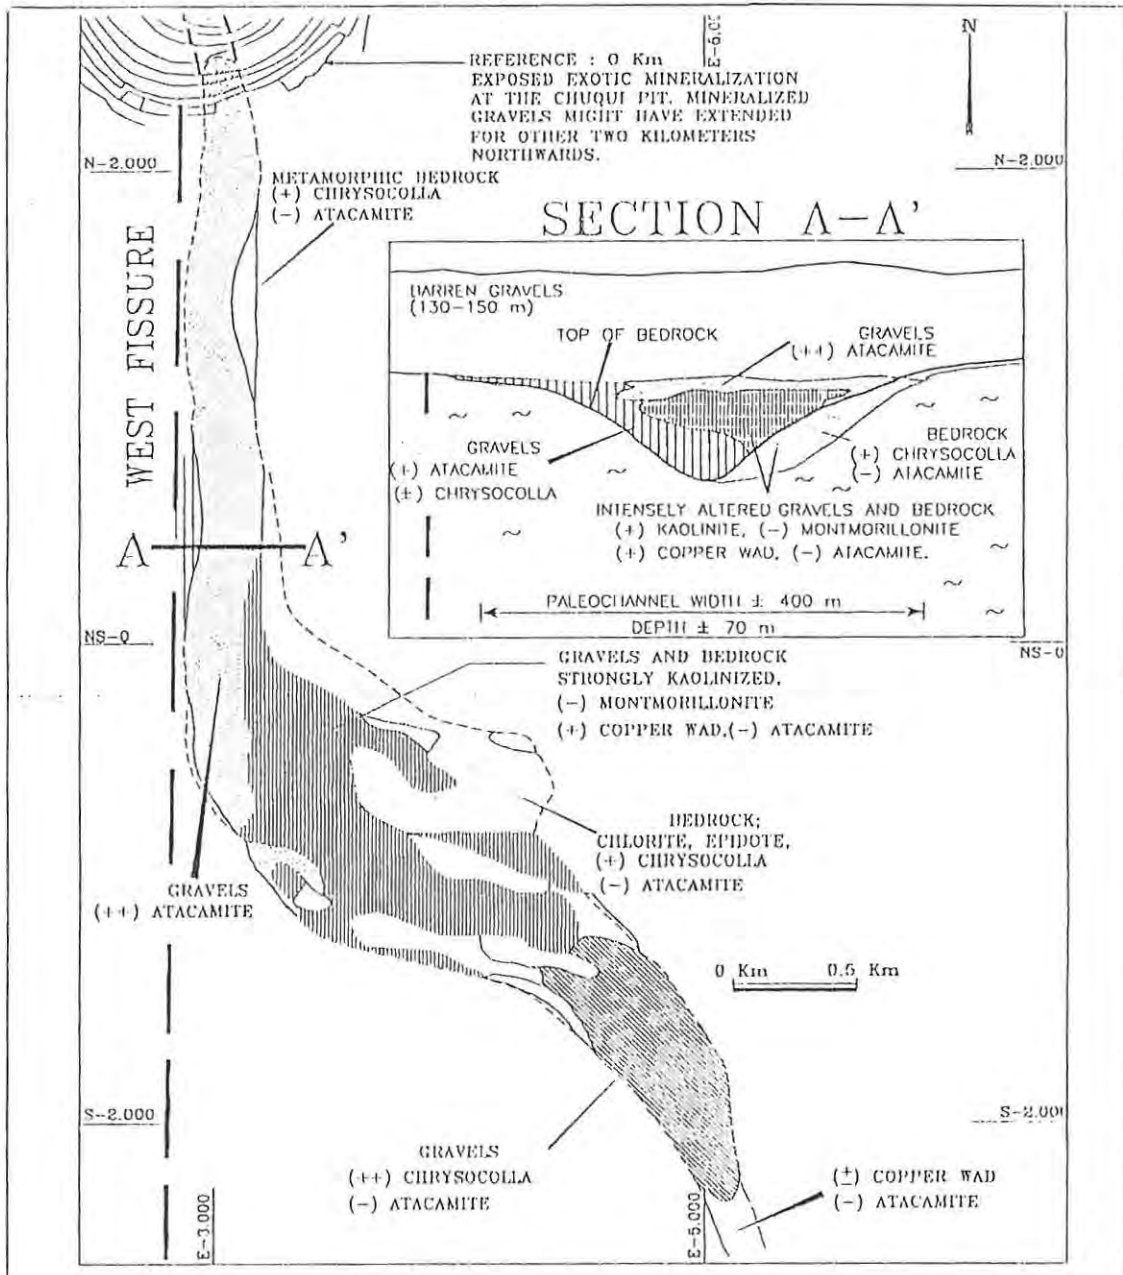 E-5.000
N
REFERENCE : 0 Km
EXPOSED EXOTIC MINERALIZATION
AT THE CHUQUI PIT. MINERALIZED
GRAVELS MIGHT HAVE EXTENDED
FOR OTHER TWO KILOMETERS
NORTHWARDS.
N-2.000
N-2.000
METAMORPHIC BEDROCK
(+) CHRYSOCOLLA
(-) ATACAMITE
WEST FISSURE
SECTION A-A'
BARREN GRAVELS
(130-150 m)
TOP OF BEDROCK
GRAVELS
(++) ATACAMITE
GRAVELS
(+) ATACAMITE
(±) CHRYSOCOLLA
BEDROCK
(+) CHRYSOCOLLA
(-) ATACAMITE
INTENSELY ALTERED GRAVELS AND BEDROCK
(+) KAOLINITE, (-) MONTMORILLONITE
(+) COPPER WAD, (-) ATACAMITE.
PALEOCHANNEL WIDTH ± 400 m
DEPTH ± 70 m
A
A'
NS-0
NS-0
GRAVELS AND BEDROCK
STRONGLY KAOLINIZED,
(-) MONTMORILLONITE
(+) COPPER WAD,(-) ATACAMITE
BEDROCK;
CHLORITE, EPIDOTE,
(+) CHRYSOCOLLA
(-) ATACAMITE
GRAVELS
(++) ATACAMITE
0 Km 0.5 Km
S-2.000
S-2.000
GRAVELS
(++) CHRYSOCOLLA
(-) ATACAMITE
(±) COPPER WAD
(-) ATACAMITE
E-3.000
E-5.000